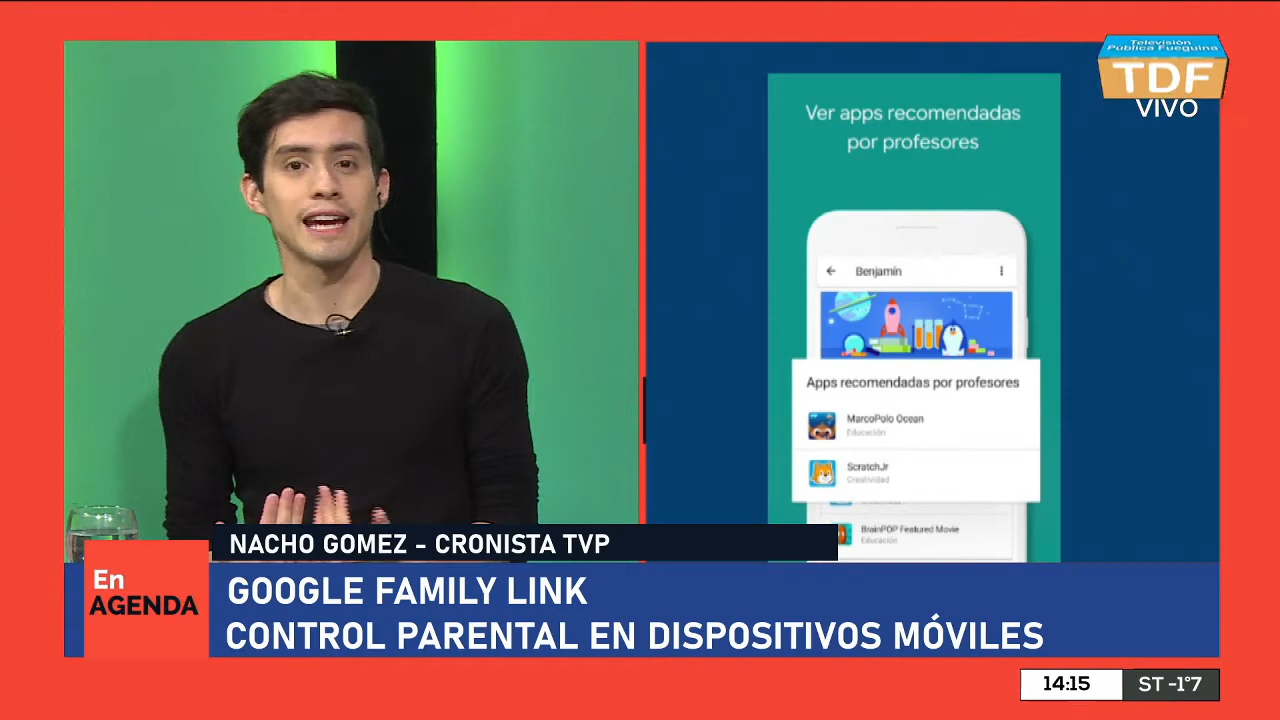 Televisión
Pública Fueguina
TDF
VIVO
Ver apps recomendadas
por profesores
Benjamín
Apps recomendadas por profesores
MarcoPolo Ocean
Educación
ScratchJr
Creatividad
BrainPOP Featured Movie
Educación
NACHO GOMEZ - CRONISTA TVP
En
AGENDA
GOOGLE FAMILY LINK
CONTROL PARENTAL EN DISPOSITIVOS MÓVILES
14:15
ST -1°7